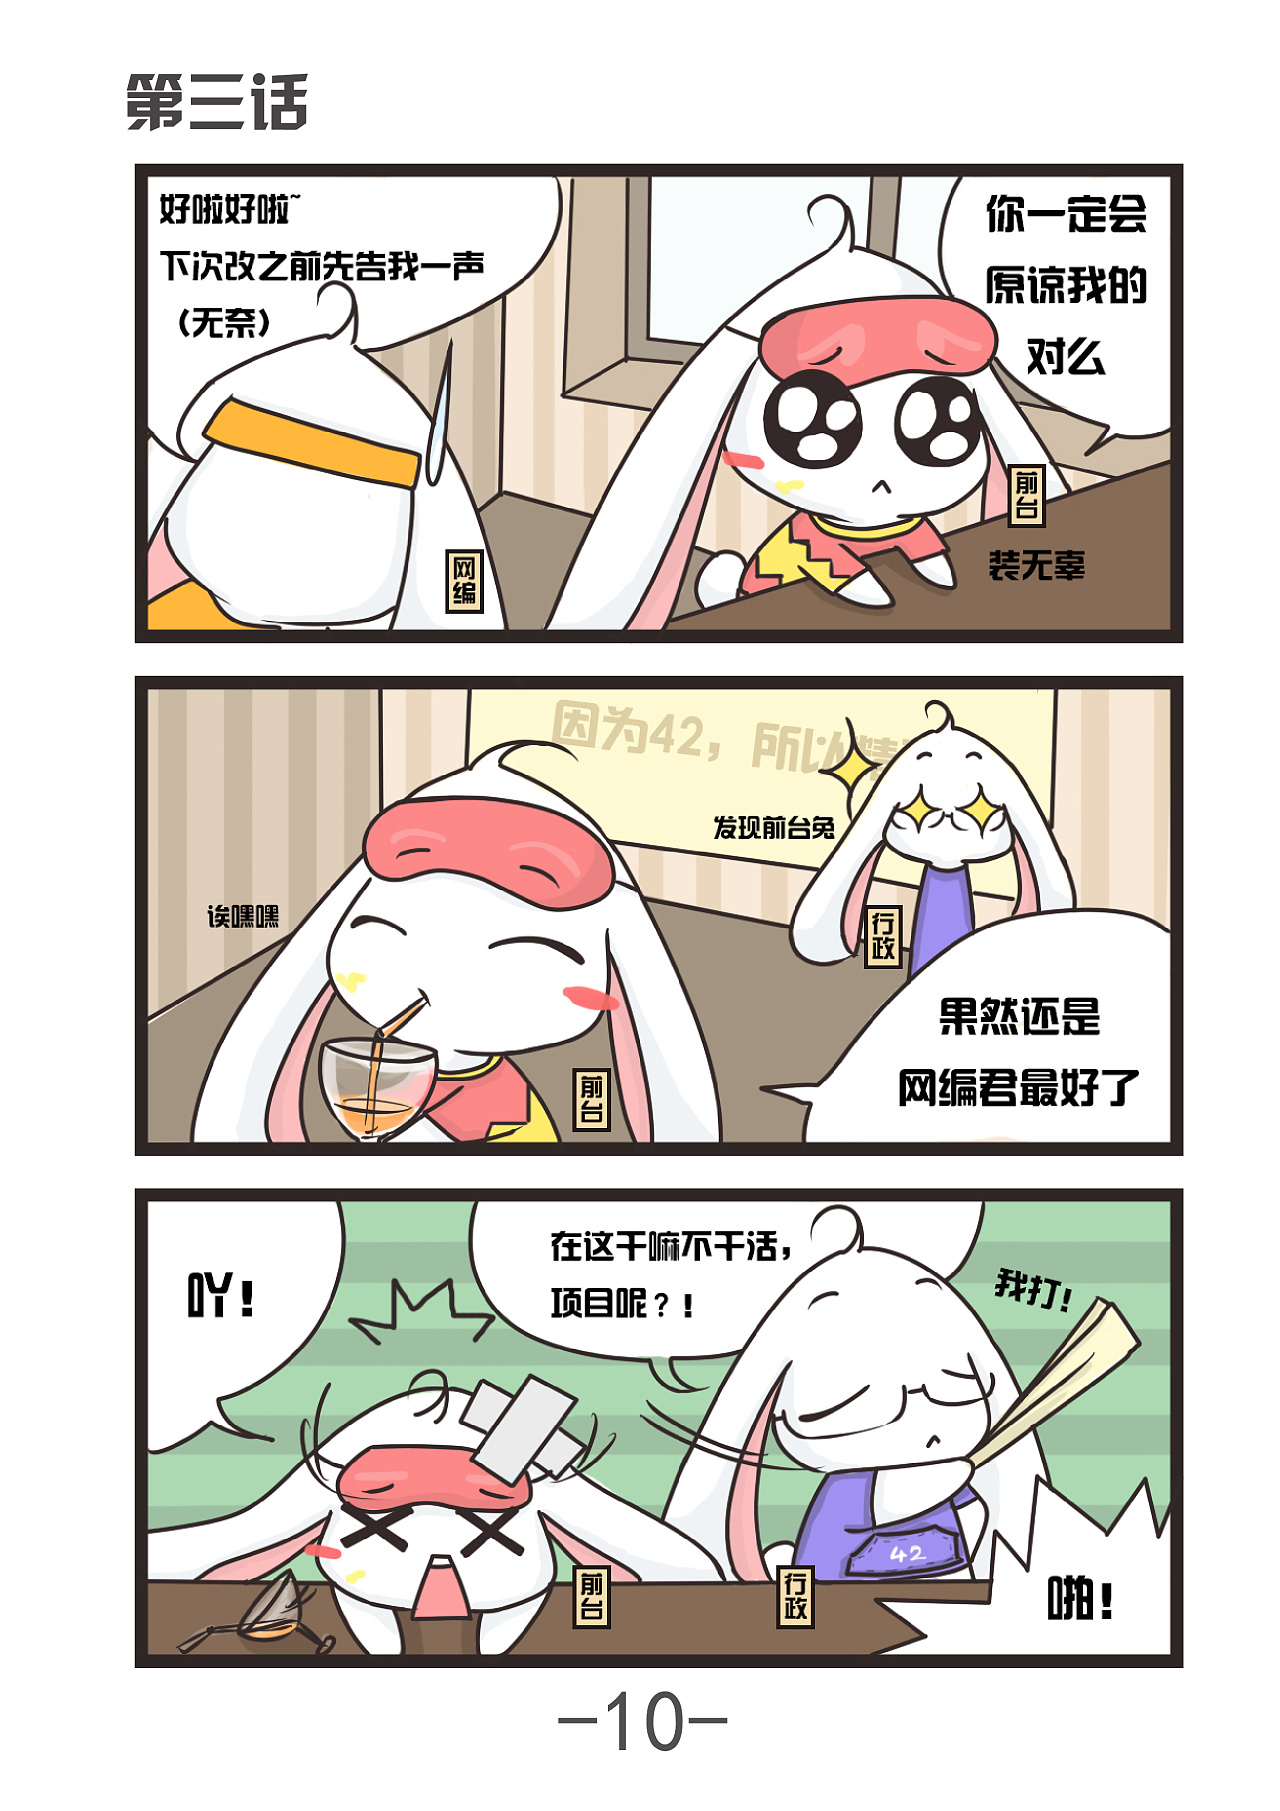 第三话
好啦好啦~
下次改之前先告我一声
（无奈）
你一定会
原谅我的
对么
网编
前台
装无辜
因为42，所以精
发现前台兔
诶嘿嘿
行政
前台
果然还是
网编君最好了
吖！
在这干嘛不干活，
项目呢？！
我打！
42
前台
行政
啪！
-10-